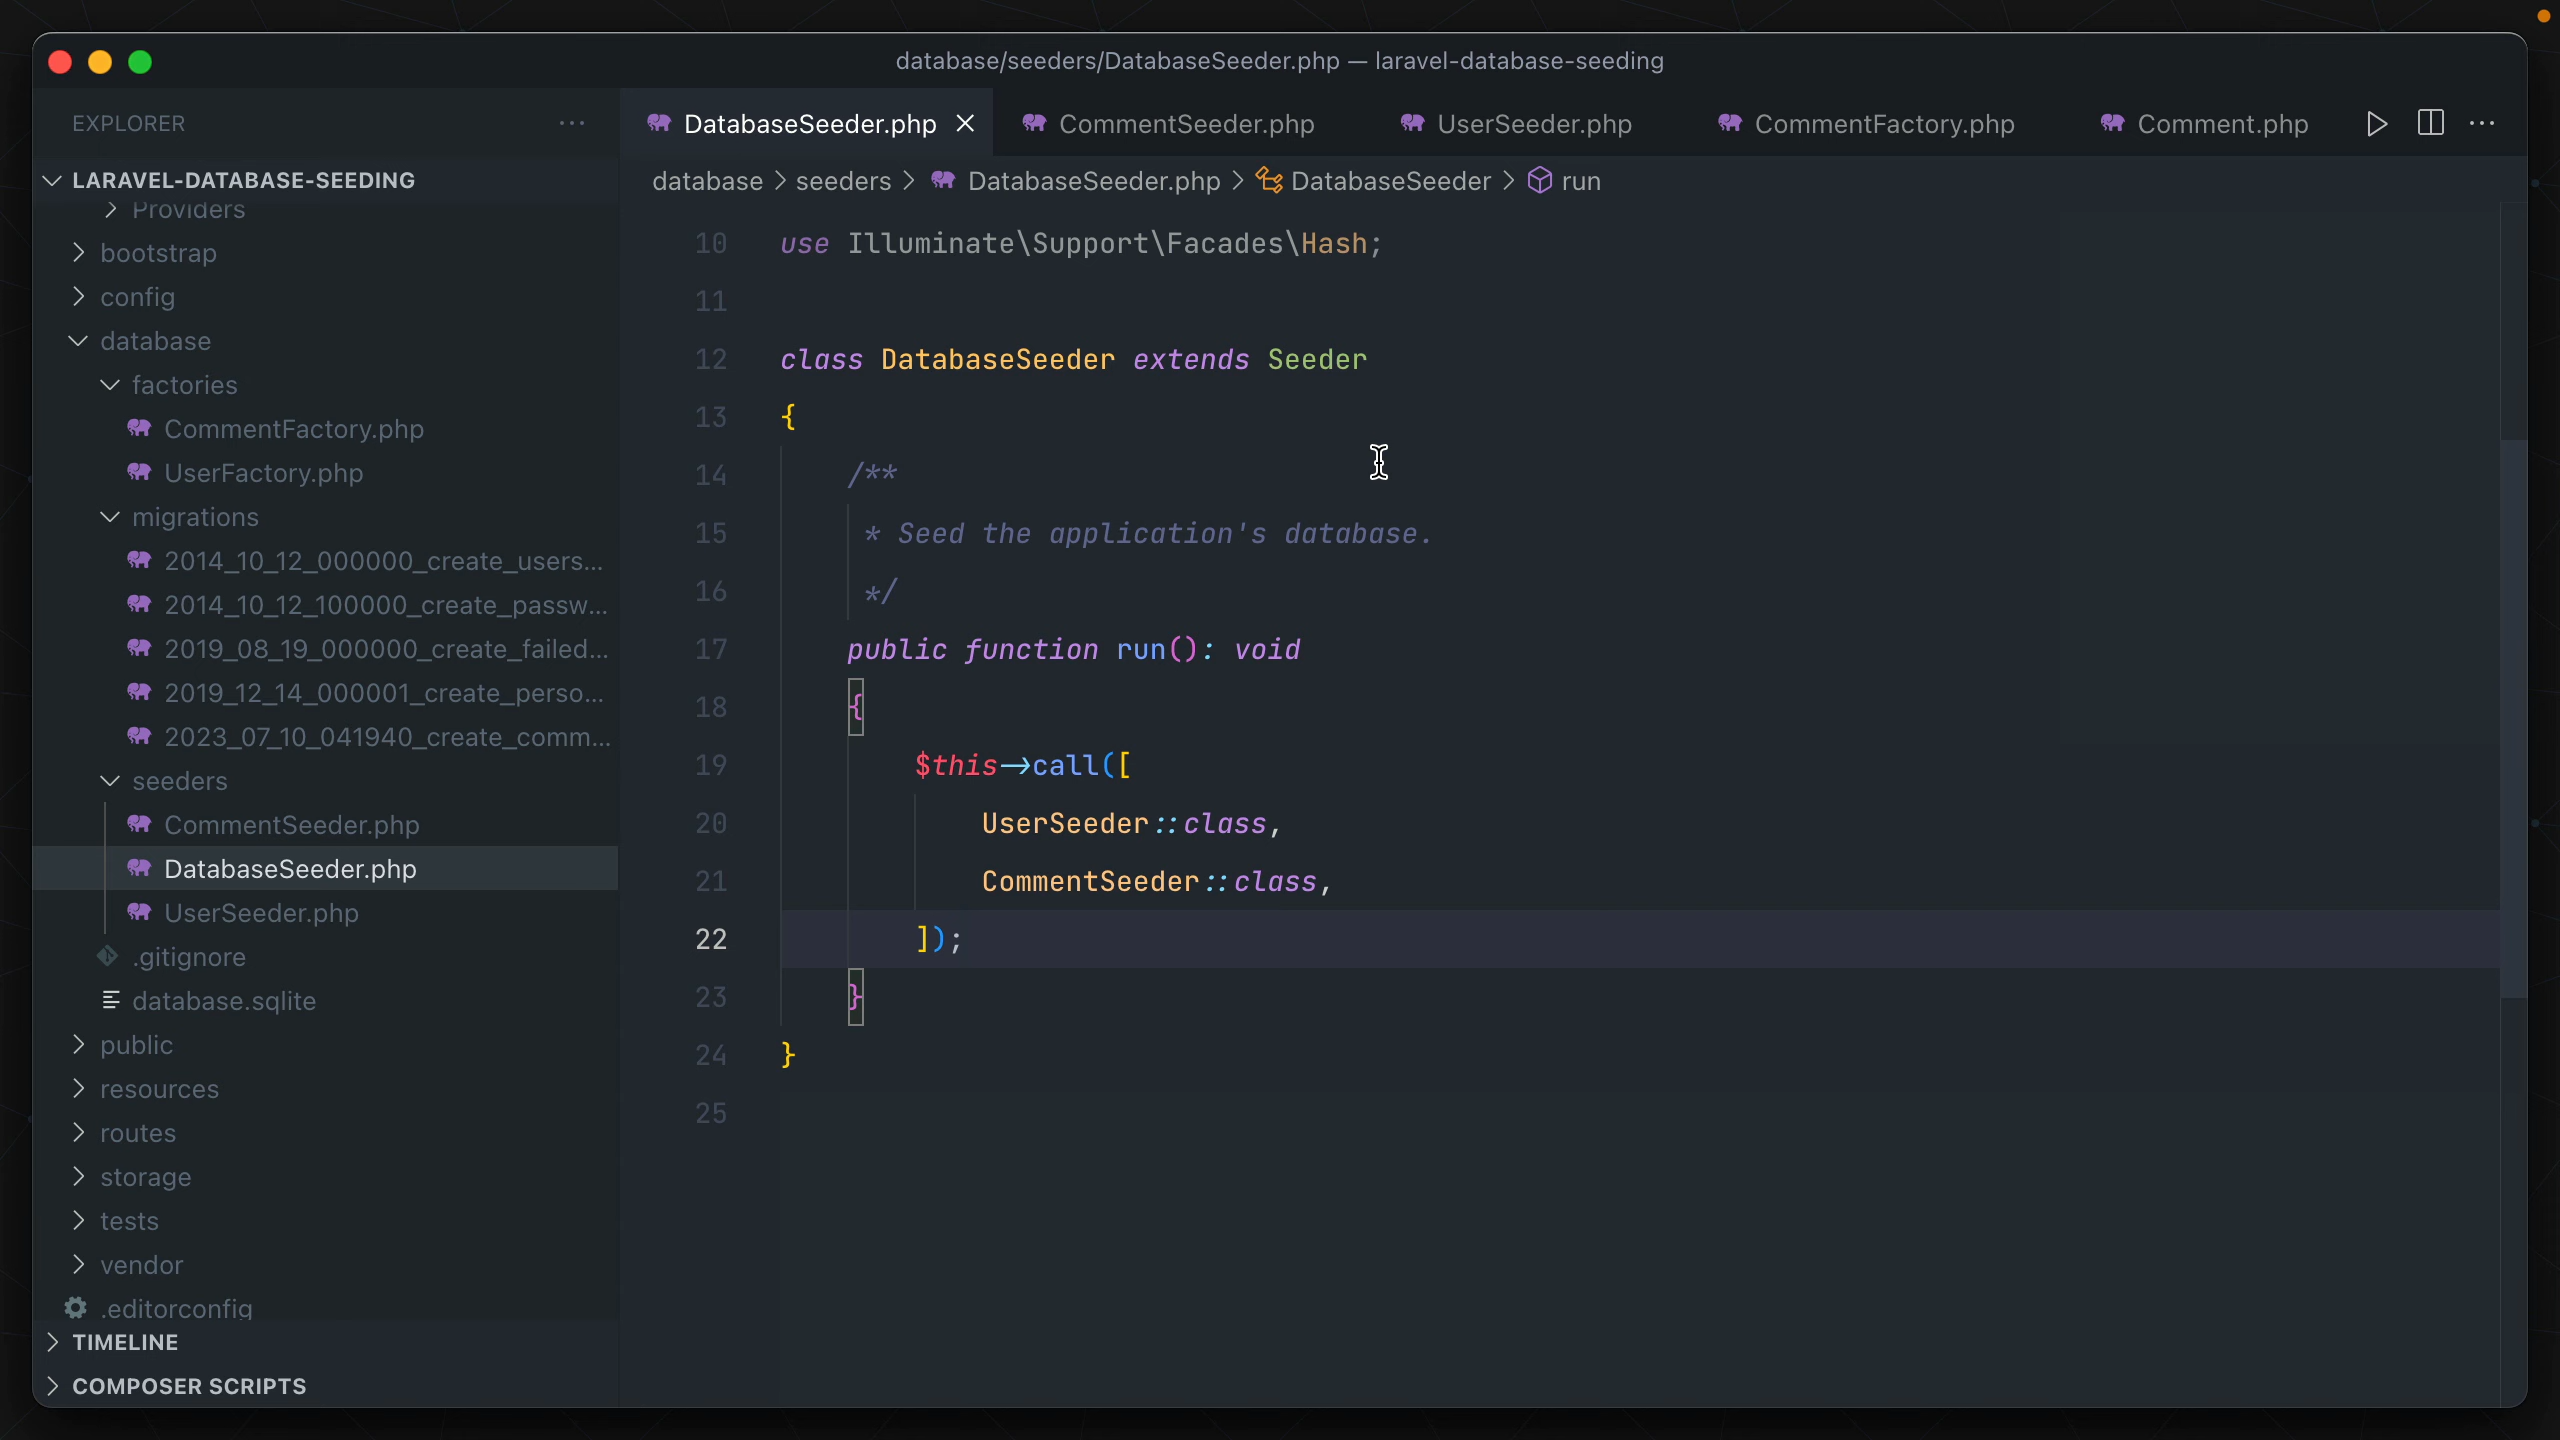 database/seeders/DatabaseSeeder.php — laravel-database-seeding
EXPLORER
LARAVEL-DATABASE-SEEDING
Providers
bootstrap
config
database
factories
CommentFactory.php
UserFactory.php
migrations
2014_10_12_000000_create_users...
2014_10_12_100000_create_passw...
2019_08_19_000000_create_failed...
2019_12_14_000001_create_perso...
2023_07_10_041940_create_comm...
seeders
CommentSeeder.php
DatabaseSeeder.php
UserSeeder.php
.gitignore
database.sqlite
public
resources
routes
storage
tests
vendor
.editorconfig
TIMELINE
COMPOSER SCRIPTS
DatabaseSeeder.php CommentSeeder.php UserSeeder.php CommentFactory.php Comment.php
database > seeders > DatabaseSeeder.php > DatabaseSeeder > run
10 use Illuminate\Support\Facades\Hash;
11
12 class DatabaseSeeder extends Seeder
13 {
14 /**
15 * Seed the application's database.
16 */
17 public function run(): void
18 {
19 $this->call([
20 UserSeeder::class,
21 CommentSeeder::class,
22 ]);
23 }
24 }
25